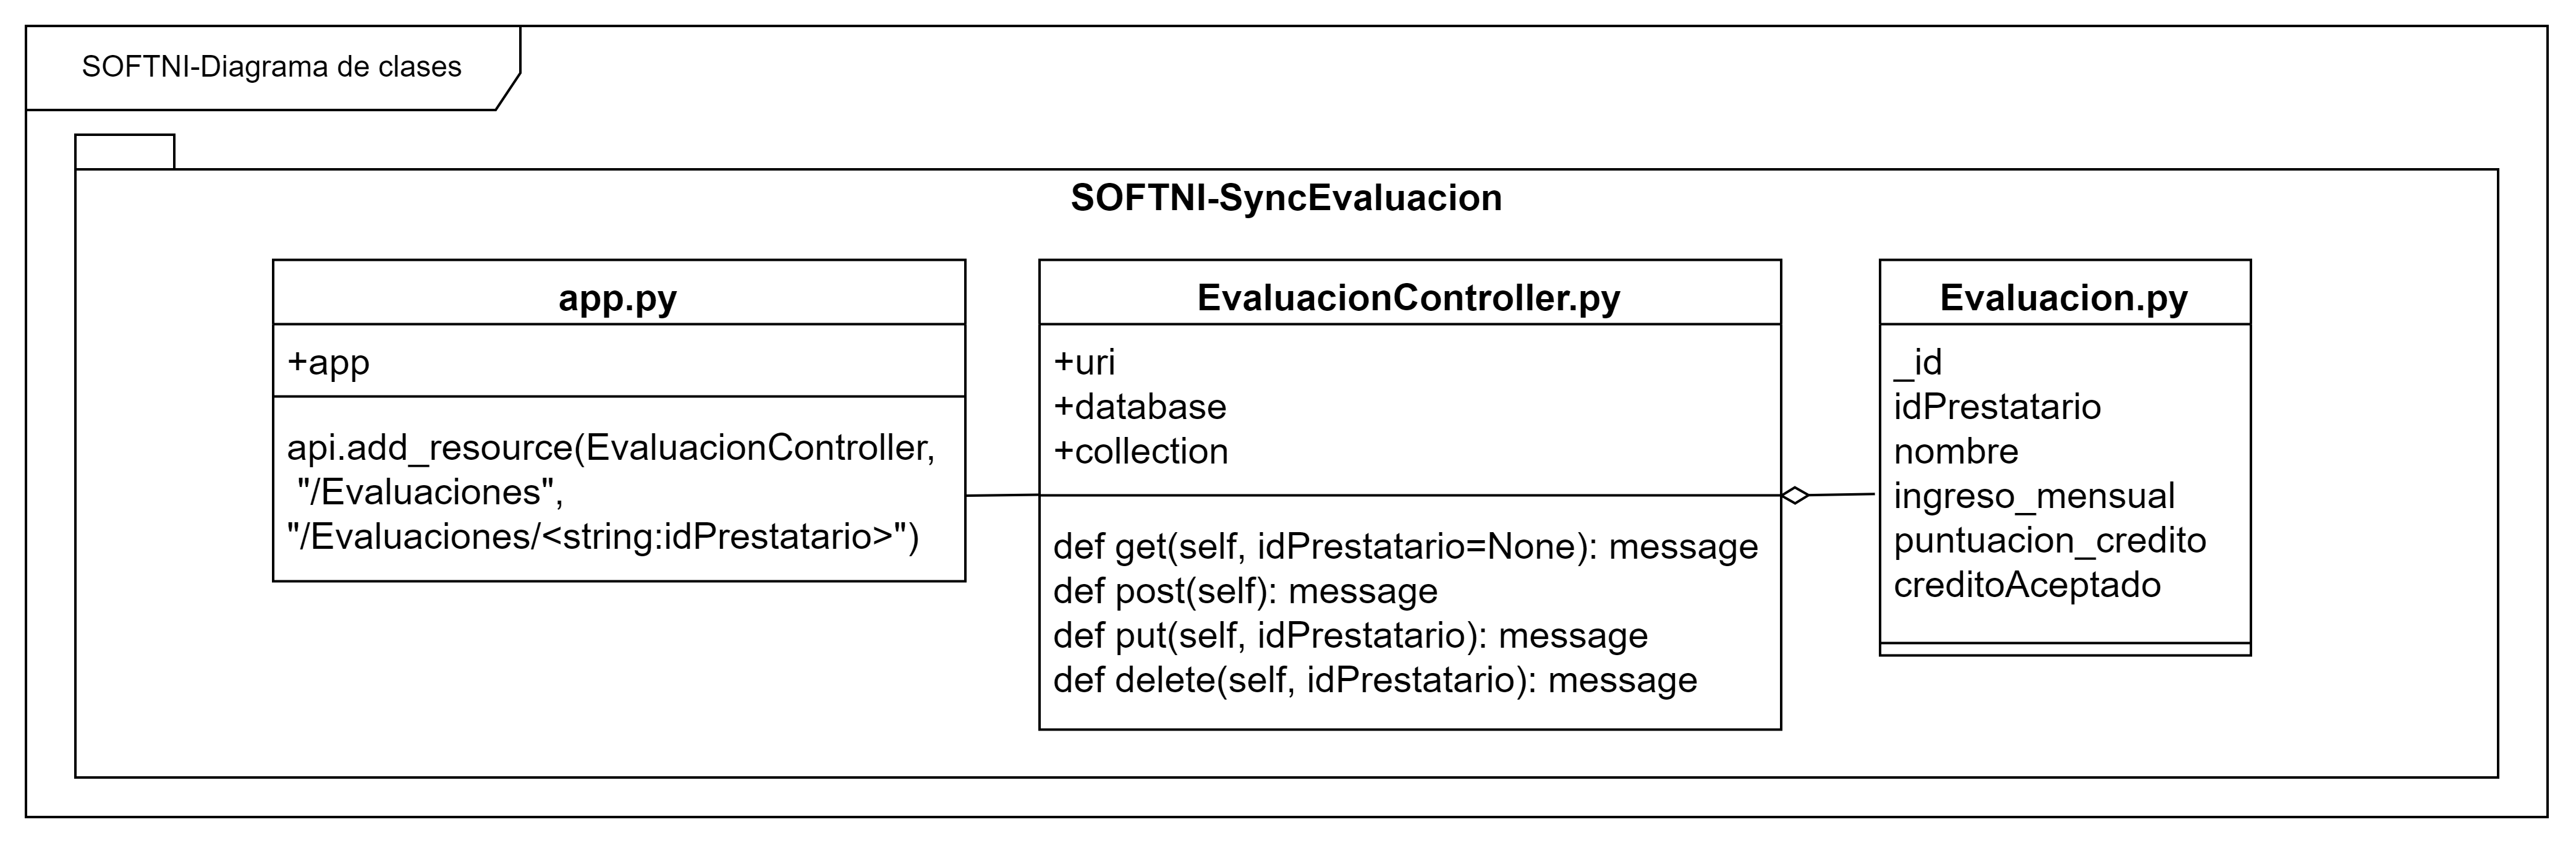 SOFTNI-Diagrama de clases
SOFTNI-SyncEvaluacion
app.py
+app
api.add_resource(EvaluacionController,
"/Evaluaciones",
"/Evaluaciones/<string:idPrestatario>")
EvaluacionController.py
+uri
+database
+collection
def get(self, idPrestatario=None): message
def post(self): message
def put(self, idPrestatario): message
def delete(self, idPrestatario): message
Evaluacion.py
_id
idPrestatario
nombre
ingreso_mensual
puntuacion_credito
creditoAceptado